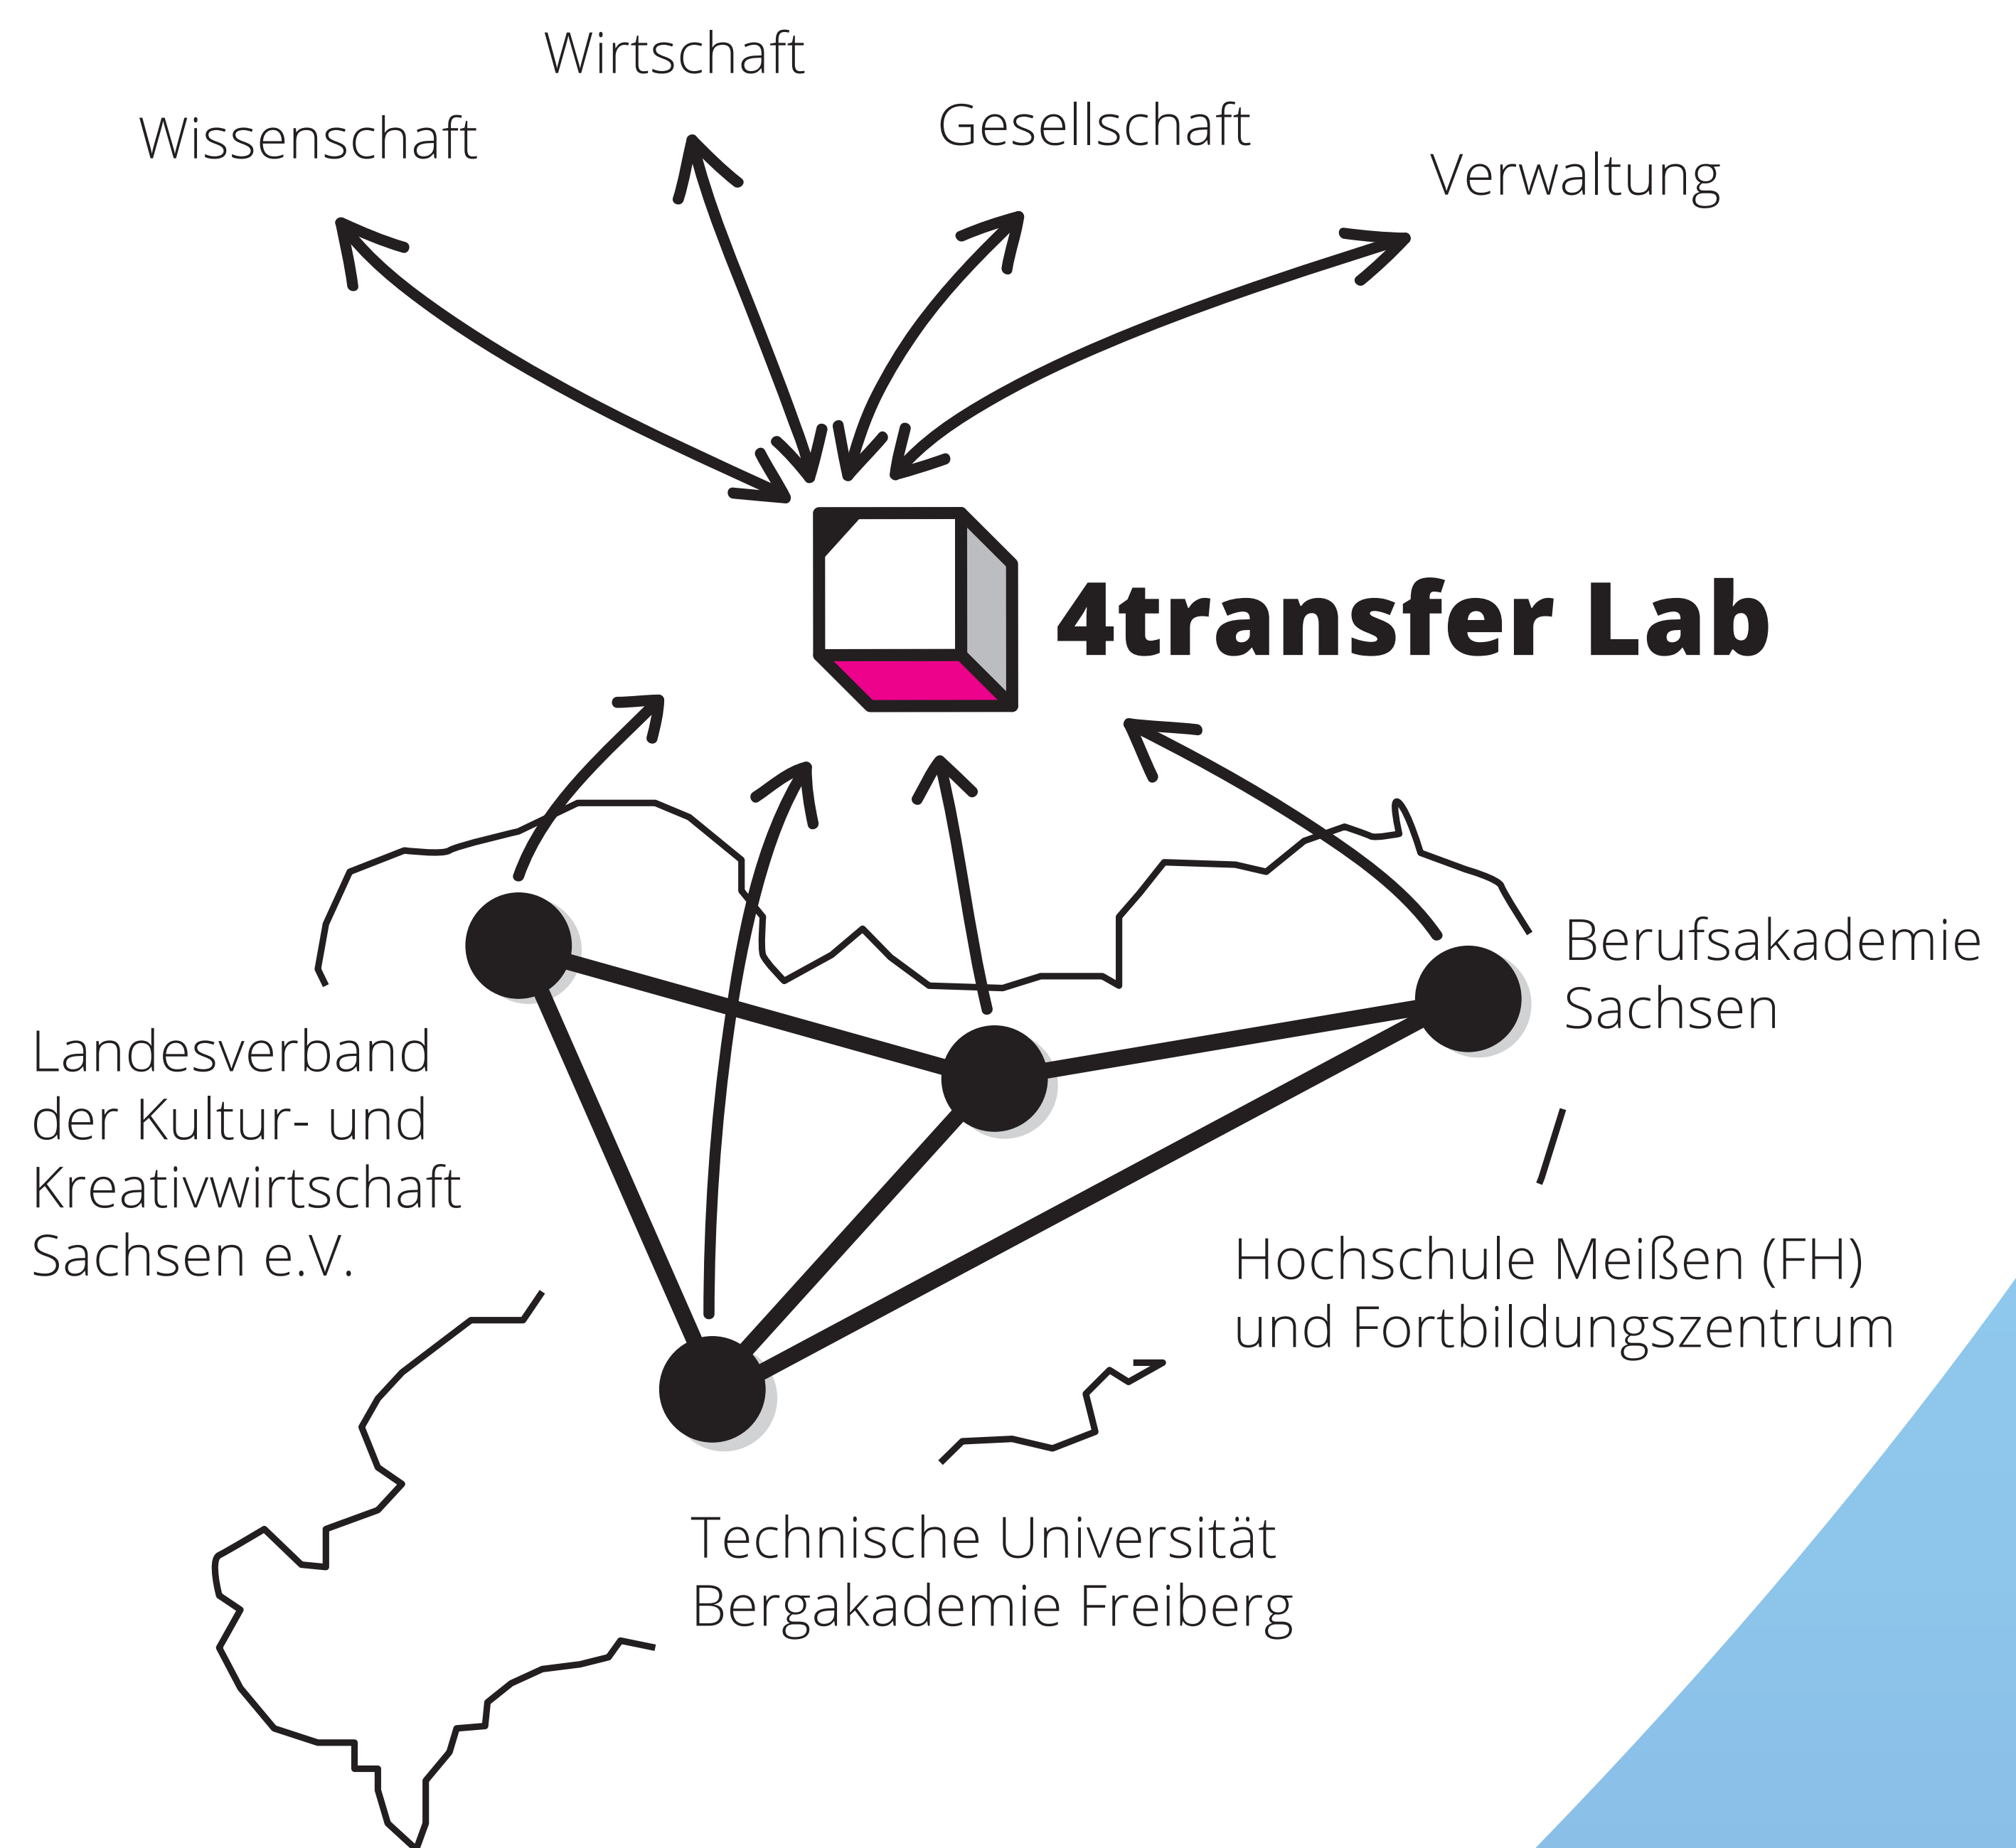 Wirtschaft
Wissenschaft
Gesellschaft
Verwaltung
4transfer Lab
Berufsakademie
Sachsen
Landesverband
der Kultur- und
Kreativwirtschaft
Sachsen e.V.
Hochschule Meißen (FH)
und Fortbildungszentrum
Technische Universität
Bergakademie Freiberg